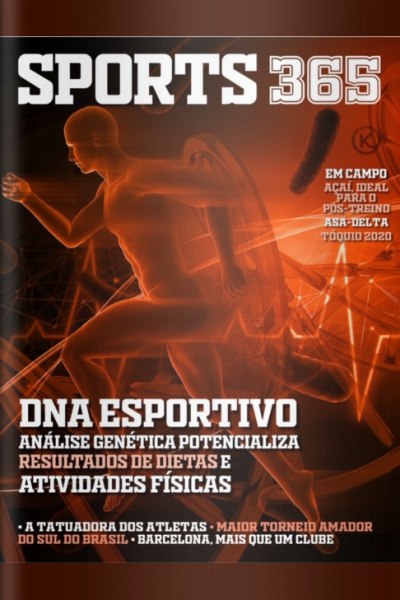 SPORTS 365
K
EM CAMPO
AÇAÍ, IDEAL
PARA O
PÓS-TREINO
ASA-DELTA
TÓQUIO 2020
DNA ESPORTIVO
ANÁLISE GENÉTICA POTENCIALIZA
RESULTADOS DE DIETAS E
ATIVIDADES FÍSICAS
• A TATUADORA DOS ATLETAS • MAIOR TORNEIO AMADOR
DO SUL DO BRASIL • BARCELONA, MAIS QUE UM CLUBE